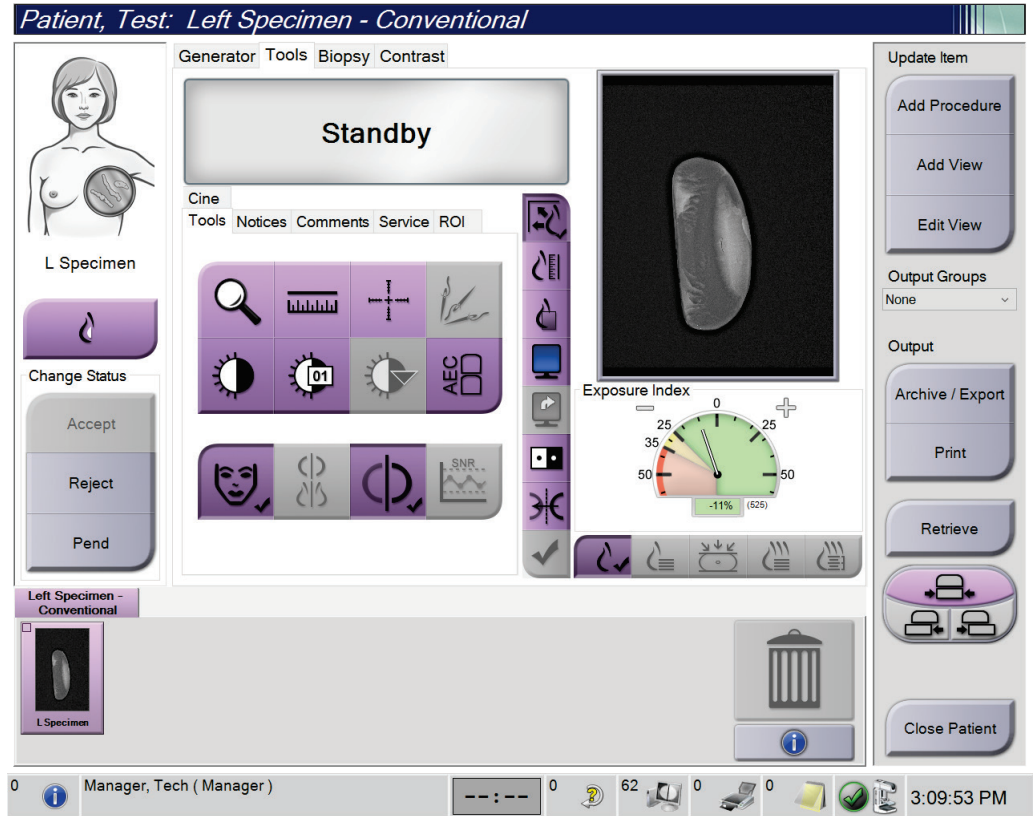 Patient, Test: Left Specimen - Conventional
L Specimen
Change Status
Accept
Reject
Pend
Generator Tools Biopsy Contrast
Standby
Cine
Tools Notices Comments Service ROI
01
AEC
SNR
Exposure Index
0
25 25
35
50 50
-11% (525)
Update Item
Add Procedure
Add View
Edit View
Output Groups
None
Output
Archive / Export
Print
Retrieve
Close Patient
Left Specimen -
Conventional
L Specimen
0 Manager, Tech ( Manager ) --:-- 0 62 0 0 3:09:53 PM